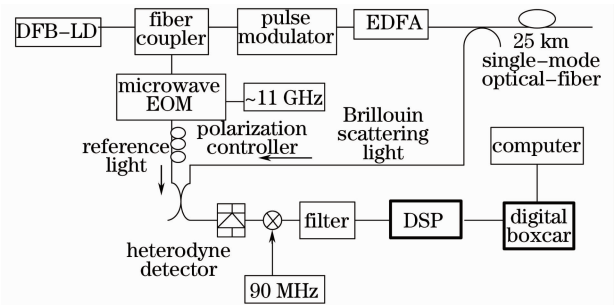 DFB-LD
fiber
coupler
pulse
modulator
EDFA
25 km
single-mode
optical-fiber
microwave
EOM
~11 GHz
reference
light
polarization
controller
Brillouin
scattering
light
computer
heterodyne
detector
filter
DSP
digital
boxcar
90 MHz